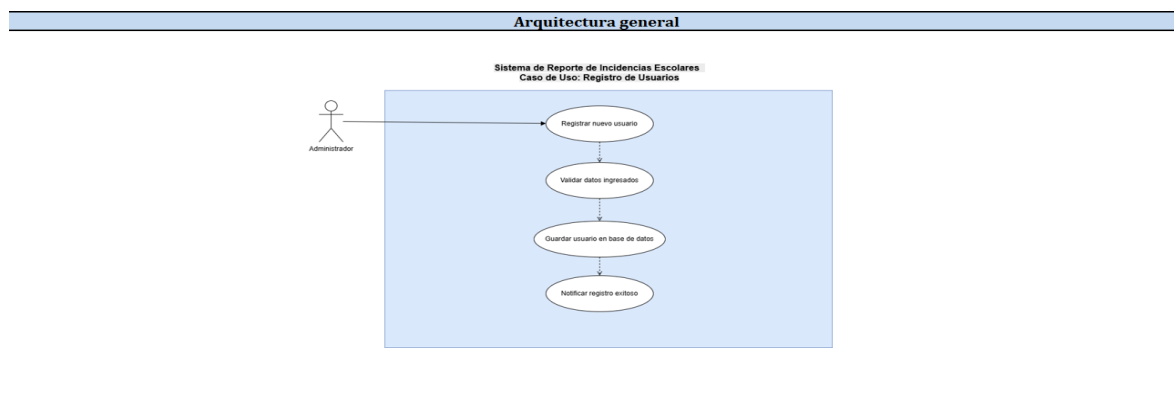 Arquitectura general
Sistema de Reporte de Incidencias Escolares
Caso de Uso: Registro de Usuarios
Administrador
Registrar nuevo usuario
Validar datos ingresados
Guardar usuario en base de datos
Notificar registro exitoso